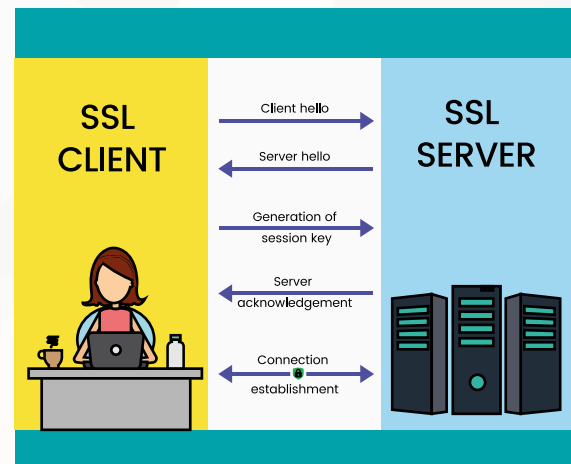 SSL
CLIENT
Client hello
Server hello
Generation of
session key
Server
acknowledgement
Connection
establishment
SSL
SERVER